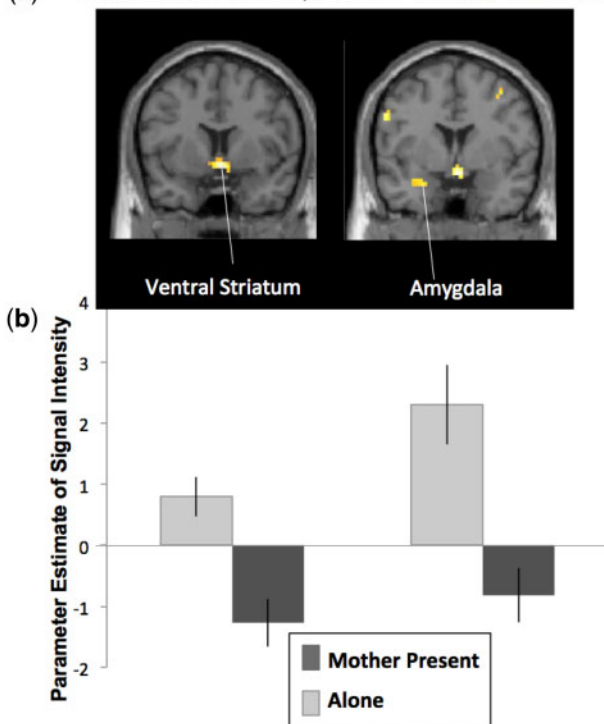 Ventral Striatum
Amygdala
(b)
Parameter Estimate of Signal Intensity
4
3
2
1
0
-1
-2
Mother Present
Alone